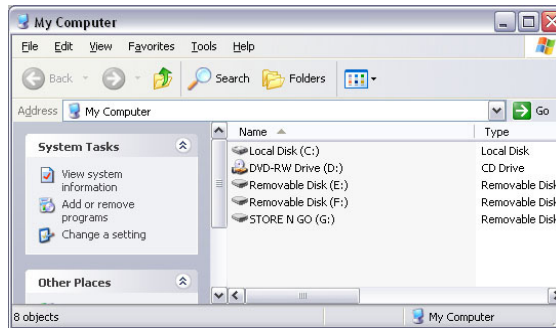 My Computer
File Edit View Favorites Tools Help
Back Search Folders
Address My Computer Go
System Tasks
View system
information
Add or remove
programs
Change a setting
Other Places
Name Type
Local Disk (C:) Local Disk
DVD-RW Drive (D:) CD Drive
Removable Disk (E:) Removable Disk
Removable Disk (F:) Removable Disk
STORE N GO (G:) Removable Disk
8 objects My Computer